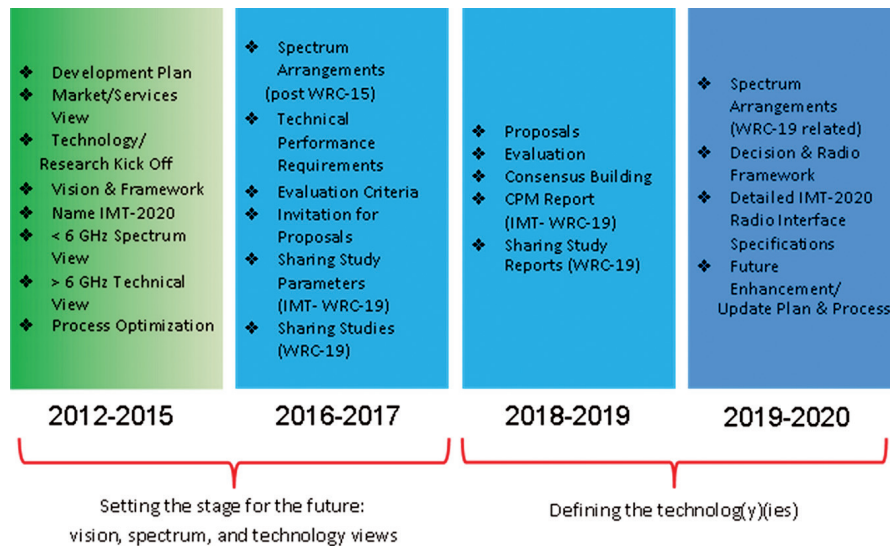 ❖ Development Plan
❖ Market/Services
View
❖ Technology/
Research Kick Off
❖ Vision & Framework
❖ Name IMT-2020
❖ < 6 GHz Spectrum
View
❖ > 6 GHz Technical
View
❖ Process Optimization
2012-2015
❖ Spectrum
Arrangements
(post WRC-15)
❖ Technical
Performance
Requirements
❖ Evaluation Criteria
❖ Invitation for
Proposals
❖ Sharing Study
Parameters
(IMT- WRC-19)
❖ Sharing Studies
(WRC-19)
2016-2017
❖ Proposals
❖ Evaluation
❖ Consensus Building
❖ CPM Report
(IMT- WRC-19)
❖ Sharing Study
Reports (WRC-19)
2018-2019
❖ Spectrum
Arrangements
(WRC-19 related)
❖ Decision & Radio
Framework
❖ Detailed IMT-2020
Radio Interface
Specifications
❖ Future
Enhancement/
Update Plan & Process
2019-2020
Setting the stage for the future:
vision, spectrum, and technology views
Defining the technolog(y)(ies)